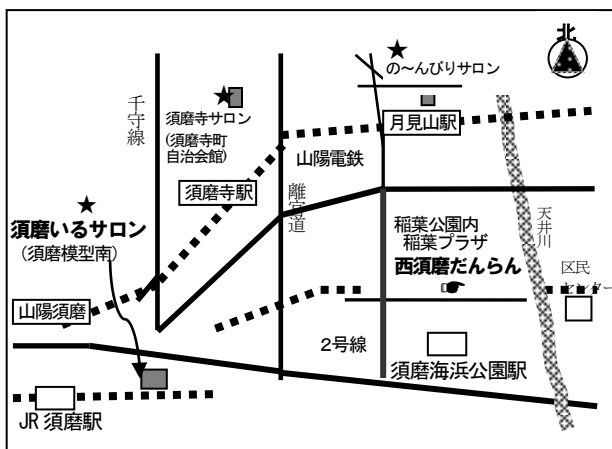 北
の～んびりサロン
千守線
須磨寺サロン
(須磨寺町
自治会館)
月見山駅
山陽電鉄
須磨寺駅
離宮道
須磨いるサロン
(須磨模型南)
稲葉公園内
稲葉プラザ
西須磨だんらん
天井川
区民
センター
山陽須磨
2号線
須磨海浜公園駅
JR 須磨駅